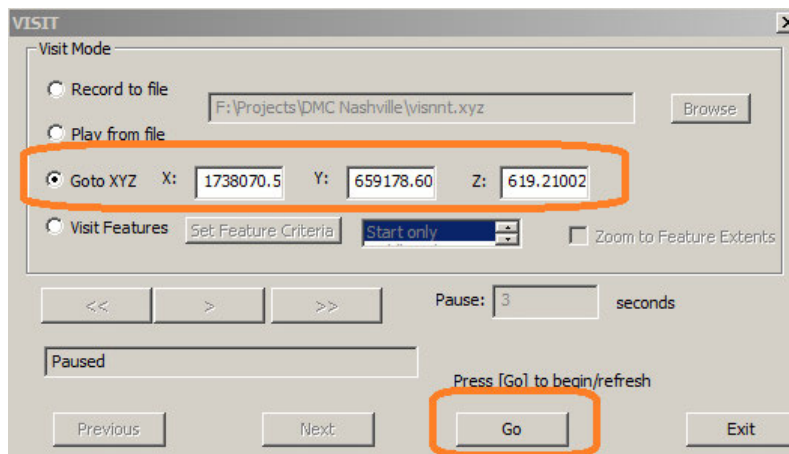 VISIT
Visit Mode
Record to file
F:\Projects\DMC Nashville\visnnt.xyz
Browse
Play from file
Goto XYZ X: 1738070.5 Y: 659178.60 Z: 619.21002
Visit Features Set Feature Criteria Start only Zoom to Feature Extents
<< > >> Pause: 3 seconds
Paused
Press [Go] to begin/refresh
Previous Next Go Exit